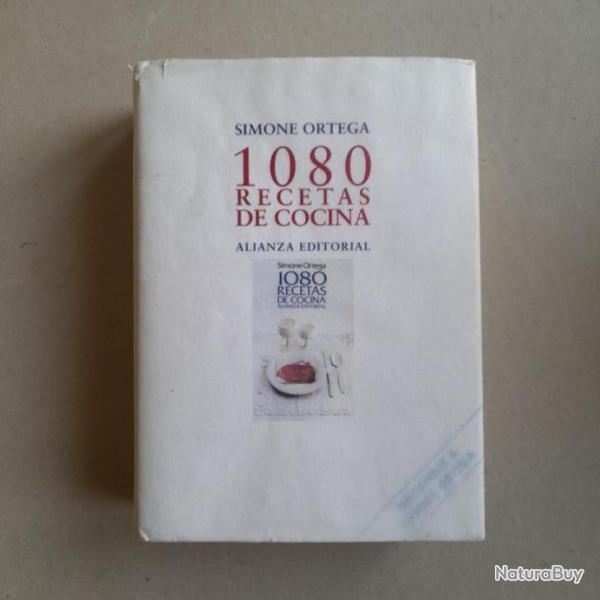 SIMONE ORTEGA
1080
RECETAS
DE COCINA
ALIANZA EDITORIAL
Simone Ortega
1080
RECETAS
DE COCINA
ALIANZA EDITORIAL
NaturaBuy